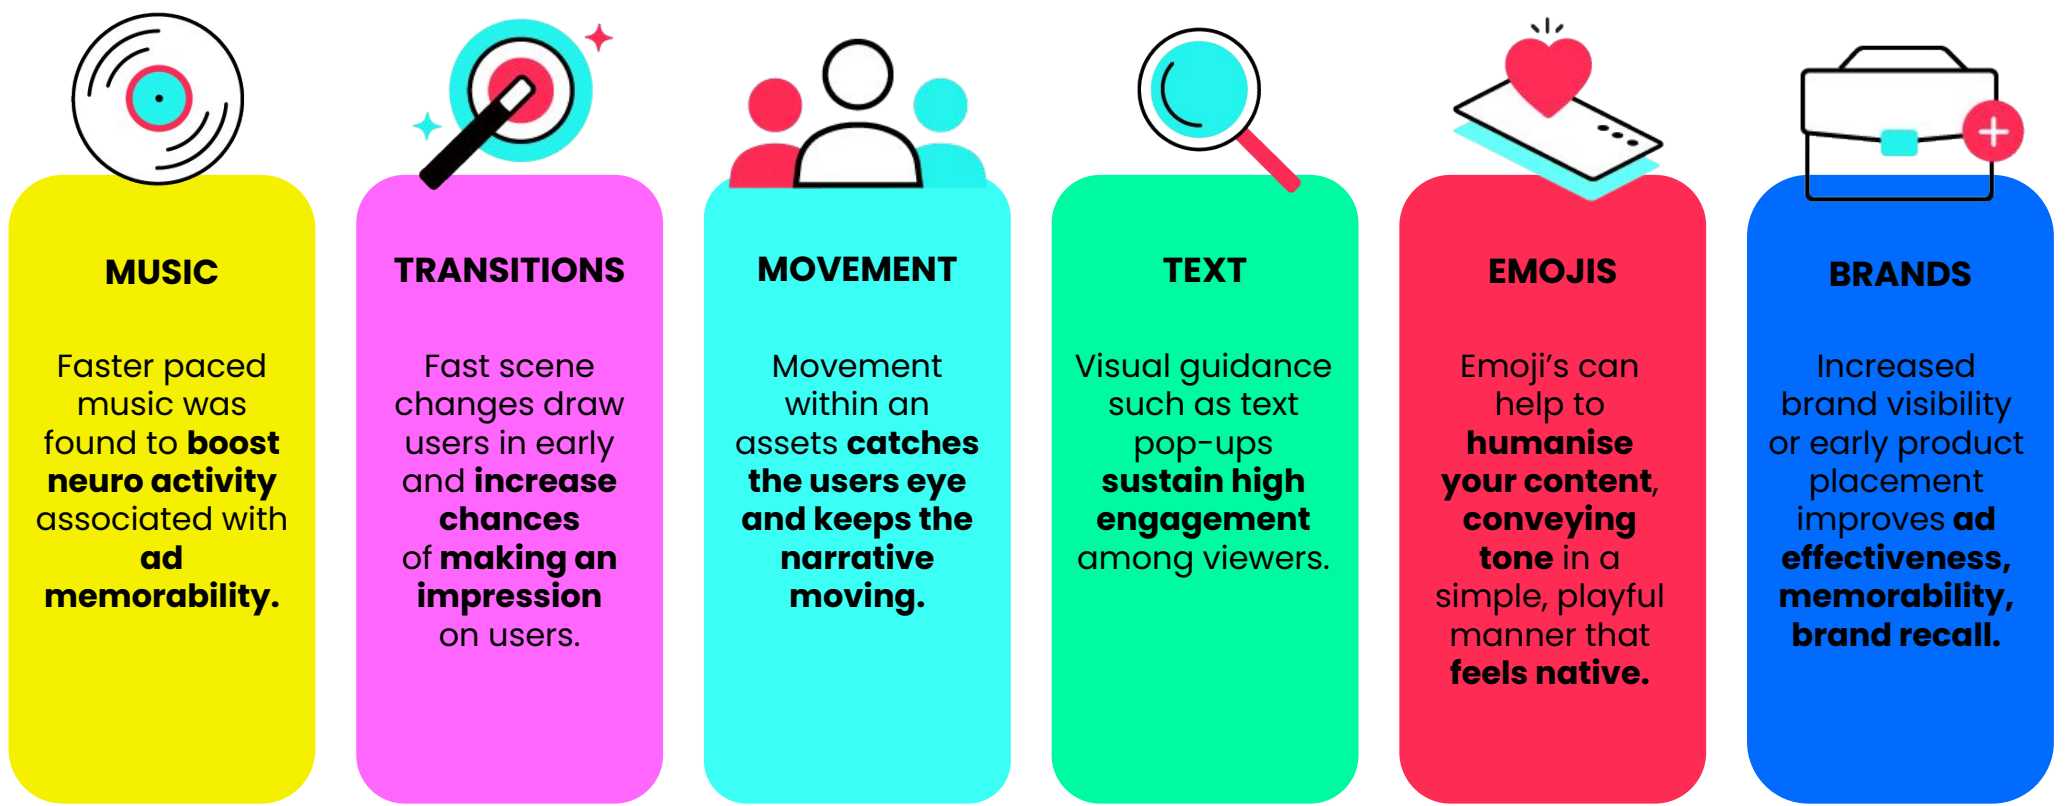 MUSIC
Faster paced
music was
found to boost
neuro activity
associated with
ad
memorability.
TRANSITIONS
Fast scene
changes draw
users in early
and increase
chances
of making an
impression
on users.
MOVEMENT
Movement
within an
assets catches
the users eye
and keeps the
narrative
moving.
TEXT
Visual guidance
such as text
pop-ups
sustain high
engagement
among viewers.
EMOJIS
Emoji’s can
help to
humanise
your content,
conveying
tone in a
simple, playful
manner that
feels native.
BRANDS
Increased
brand visibility
or early product
placement
improves ad
effectiveness,
memorability,
brand recall.